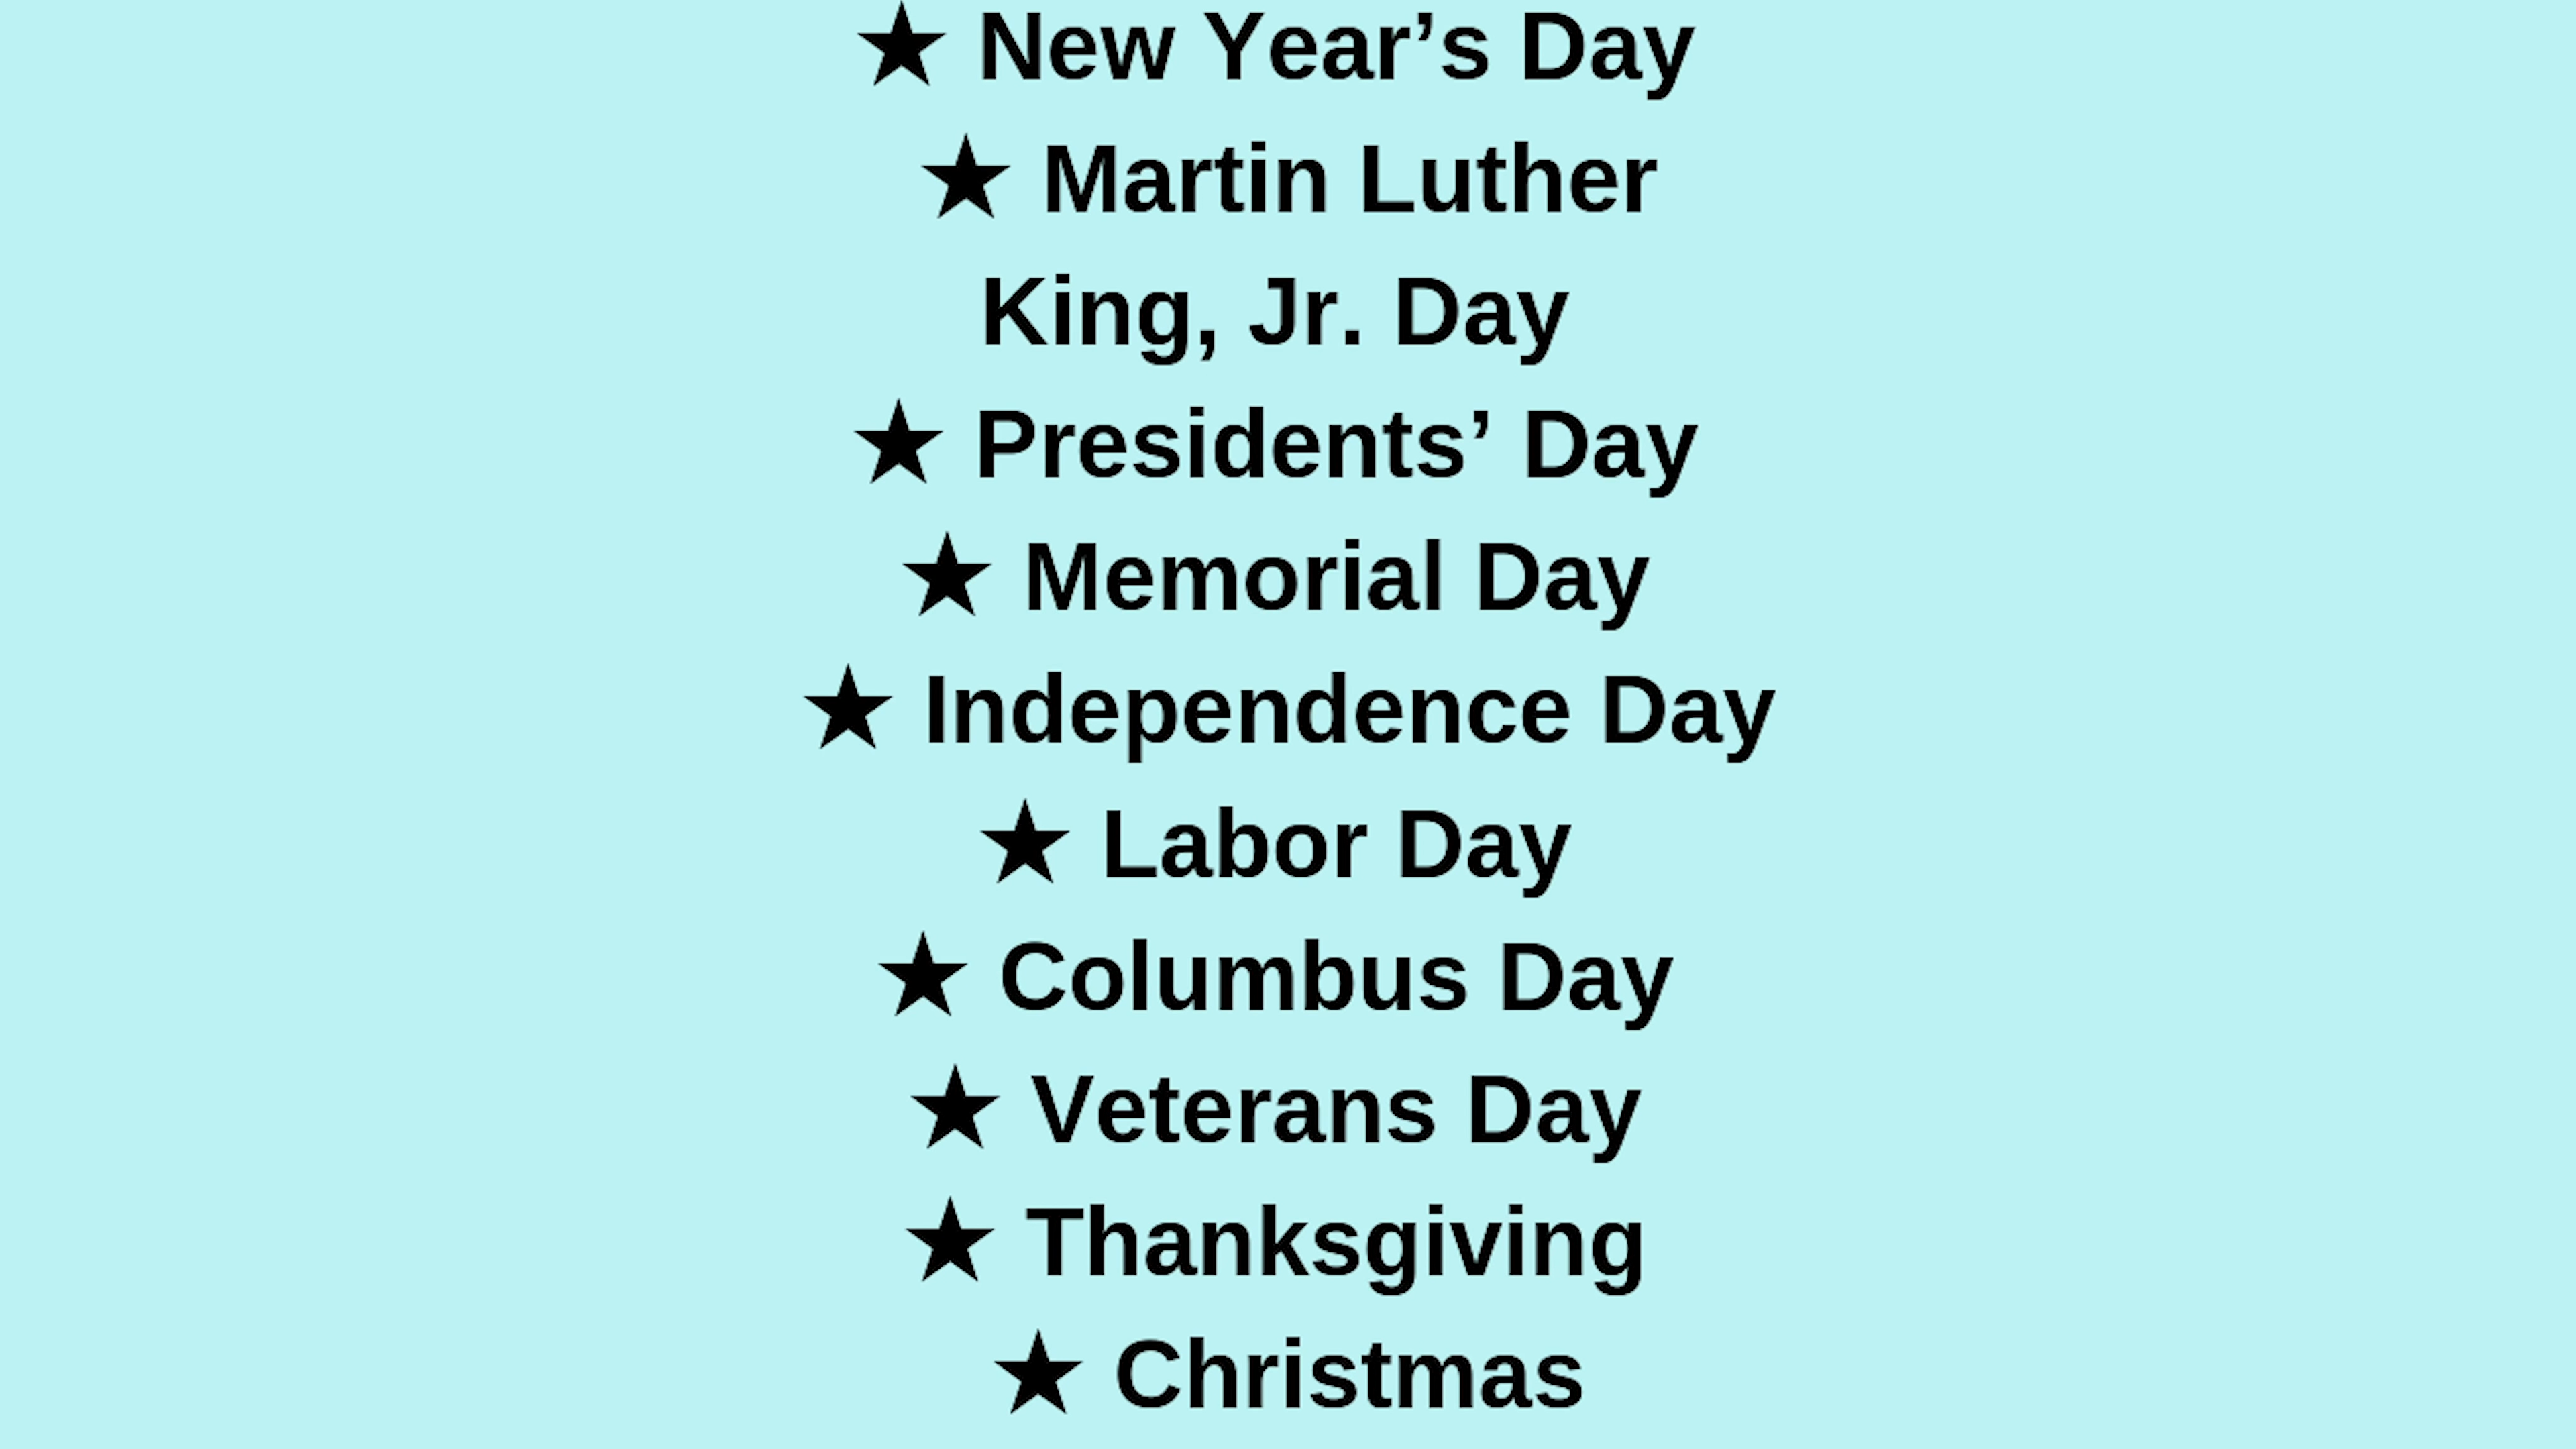 ★ New Year’s Day
★ Martin Luther
King, Jr. Day
★ Presidents’ Day
★ Memorial Day
★ Independence Day
★ Labor Day
★ Columbus Day
★ Veterans Day
★ Thanksgiving
★ Christmas